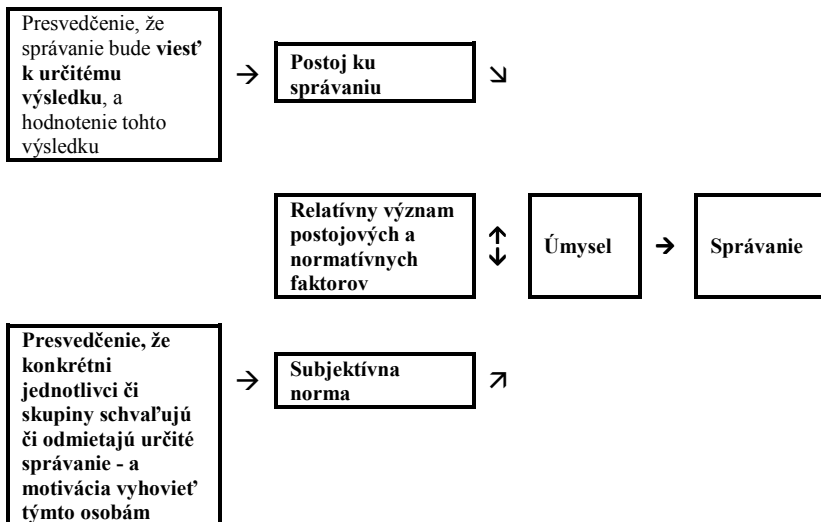 Presvedčenie, že
správanie bude viesť
k určitému
výsledku, a
hodnotenie tohto
výsledku
→
Postoj ku
správaniu
↘
Relatívny význam
postojových a
normatívnych
faktorov
↑
↓
Úmysel
→
Správanie
Presvedčenie, že
konkrétni
jednotlivci či
skupiny schvaľujú
či odmietajú určité
správanie - a
motivácia vyhovieť
týmto osobám
→
Subjektívna
norma
↗